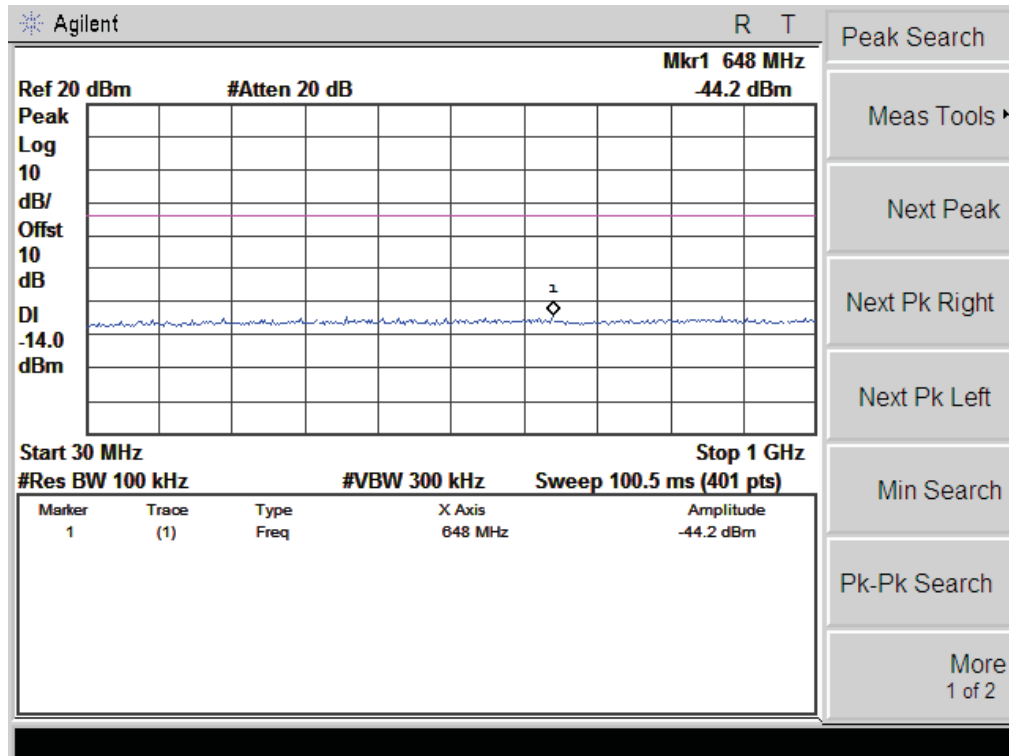 Agilent R T
Mkr1 648 MHz
Ref 20 dBm #Atten 20 dB -44.2 dBm
Peak
Log
10
dB/
Offst
10
dB
DI
-14.0
dBm
1
Start 30 MHz Stop 1 GHz
#Res BW 100 kHz #VBW 300 kHz Sweep 100.5 ms (401 pts)
Marker Trace Type X Axis Amplitude
1 (1) Freq 648 MHz -44.2 dBm
Peak Search
Meas Tools
Next Peak
Next Pk Right
Next Pk Left
Min Search
Pk-Pk Search
More
1 of 2